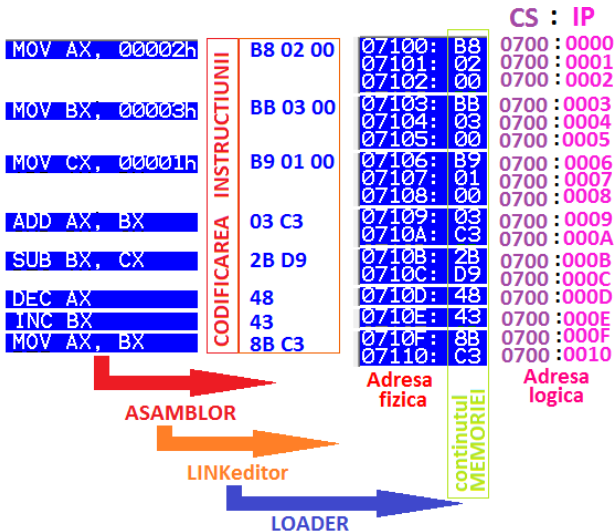 CS : IP
MOV AX, 00002h B8 02 00 07100: B8 0700 :0000
07101: 02 0700 :0001
07102: 00 0700 :0002
MOV BX, 00003h BB 03 00 07103: BB 0700 :0003
07104: 03 0700 :0004
07105: 00 0700 :0005
MOV CX, 00001h B9 01 00 07106: B9 0700 :0006
07107: 01 0700 :0007
07108: 00 0700 :0008
ADD AX, BX 03 C3 07109: 03 0700 :0009
0710A: C3 0700 :000A
SUB BX, CX 2B D9 0710B: 2B 0700 :000B
0710C: D9 0700 :000C
DEC AX 48 0710D: 48 0700 :000D
INC BX 43 0710E: 43 0700 :000E
MOV AX, BX 8B C3 0710F: 8B 0700 :000F
07110: C3 0700 :0010
CODIFICAREA INSTRUCTIUNII
Adresa
fizica
continutul
MEMORIEI
Adresa
logica
ASAMBLOR
LINKeditor
LOADER